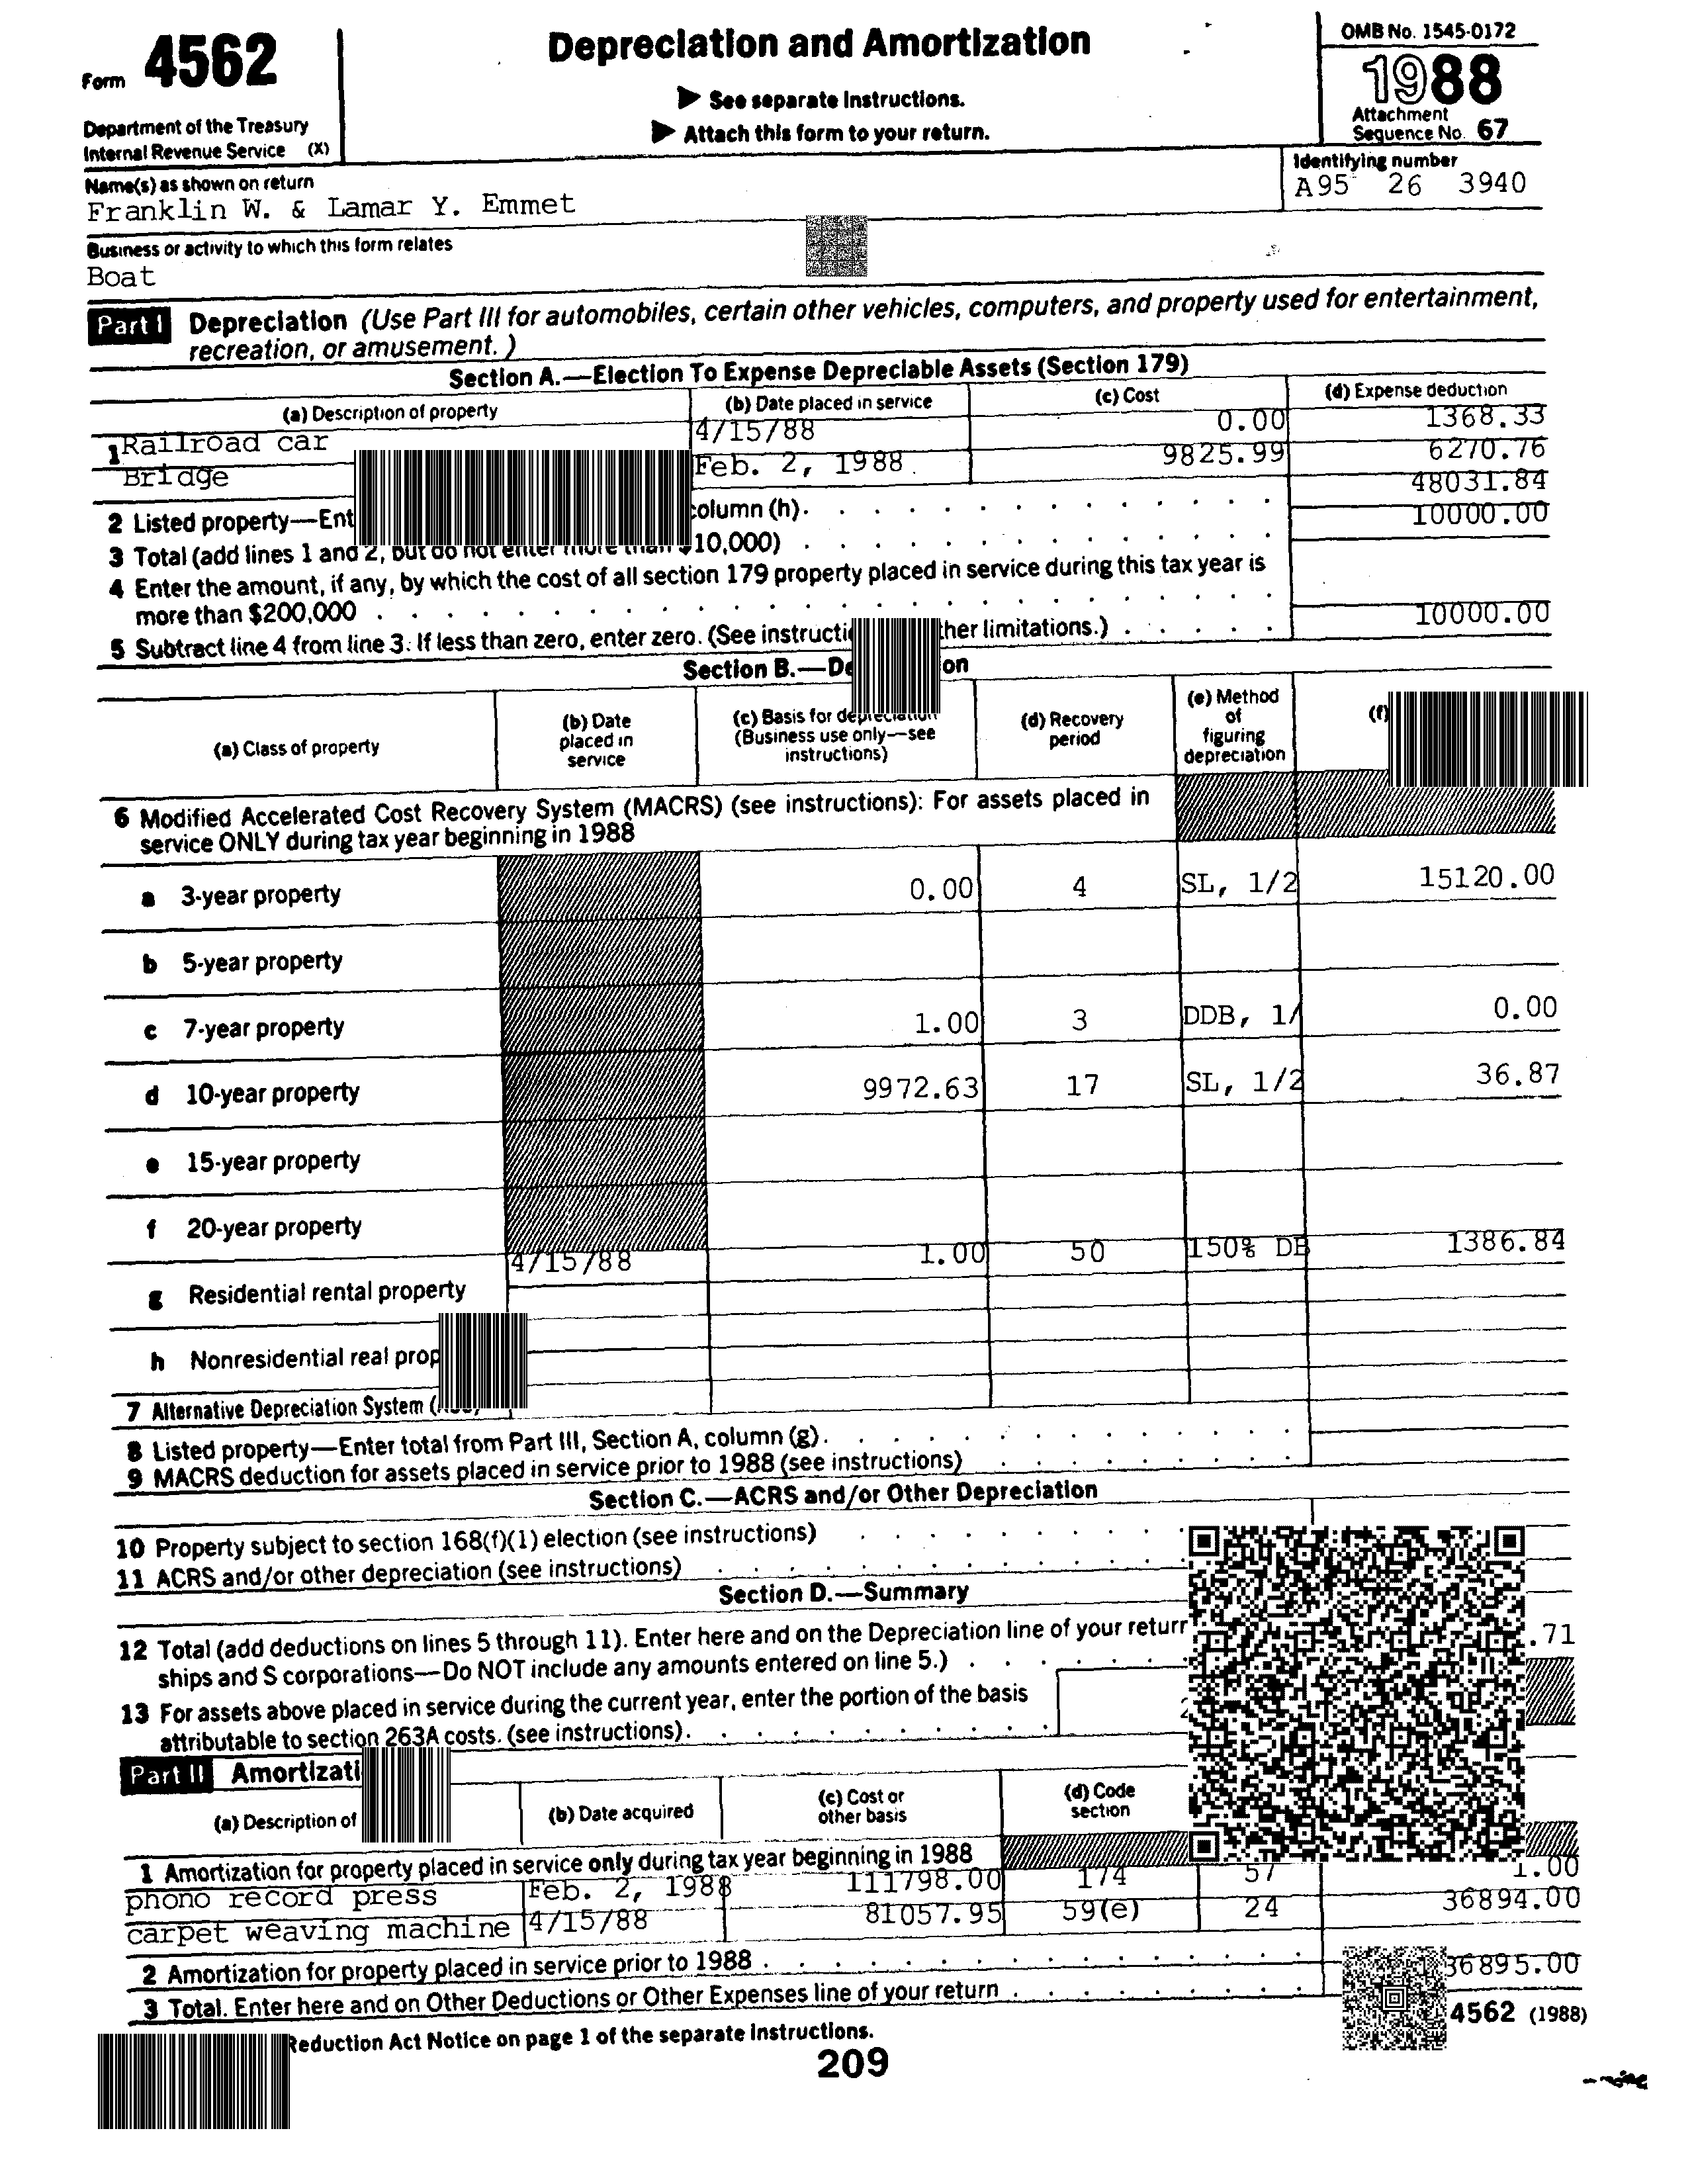 Form 4562
Depreciation and Amortization
OMB No. 1545-0172
1988
► See separate Instructions.
► Attach this form to your return.
Department of the Treasury
Internal Revenue Service (X)
Attachment
Sequence No. 67
Name(s) as shown on return
Identifying number
Franklin W. & Lamar Y. Emmet
A95 26 3940
Business or activity to which this form relates
Boat
Part I Depreciation (Use Part III for automobiles, certain other vehicles, computers, and property used for entertainment,
recreation, or amusement.)
Section A.—Election To Expense Depreciable Assets (Section 179)
(a) Description of property (b) Date placed in service (c) Cost (d) Expense deduction
1 Railroad car 4/15/88 0.00 1368.33
Bridge Feb. 2, 1988 9825.99 6270.76
2 Listed property—Ent column (h). 48031.84
3 Total (add lines 1 and 2, but do not enter more than $10,000) 10000.00
4 Enter the amount, if any, by which the cost of all section 179 property placed in service during this tax year is
more than $200,000
5 Subtract line 4 from line 3. If less than zero, enter zero. (See instructi ther limitations.) 10000.00
Section B.—De on
(a) Class of property
(b) Date
placed in
service
(c) Basis for depreciation
(Business use only—see
instructions)
(d) Recovery
period
(e) Method
of
figuring
depreciation
(f)
6 Modified Accelerated Cost Recovery System (MACRS) (see instructions): For assets placed in
service ONLY during tax year beginning in 1988
a 3-year property 0.00 4 SL, 1/2 15120.00
b 5-year property
c 7-year property 1.00 3 DDB, 1/ 0.00
d 10-year property 9972.63 17 SL, 1/2 36.87
e 15-year property
f 20-year property
4/15/88 1.00 50 150% DB 1386.84
g Residential rental property
h Nonresidential real prop
7 Alternative Depreciation System
8 Listed property—Enter total from Part III, Section A, column (g).
9 MACRS deduction for assets placed in service prior to 1988 (see instructions)
Section C.—ACRS and/or Other Depreciation
10 Property subject to section 168(f)(1) election (see instructions)
11 ACRS and/or other depreciation (see instructions)
Section D.—Summary
12 Total (add deductions on lines 5 through 11). Enter here and on the Depreciation line of your return
.71
ships and S corporations—Do NOT include any amounts entered on line 5.)
13 For assets above placed in service during the current year, enter the portion of the basis
attributable to section 263A costs. (see instructions).
Part II Amortizati
(a) Description of
(b) Date acquired
(c) Cost or
other basis
(d) Code
section
1 Amortization for property placed in service only during tax year beginning in 1988
phono record press Feb. 2, 1988 111798.00 174 57 1.00
carpet weaving machine 4/15/88 81057.95 59(e) 24 36894.00
2 Amortization for property placed in service prior to 1988
3 Total. Enter here and on Other Deductions or Other Expenses line of your return 36895.00
Reduction Act Notice on page 1 of the separate instructions.
4562 (1988)
209